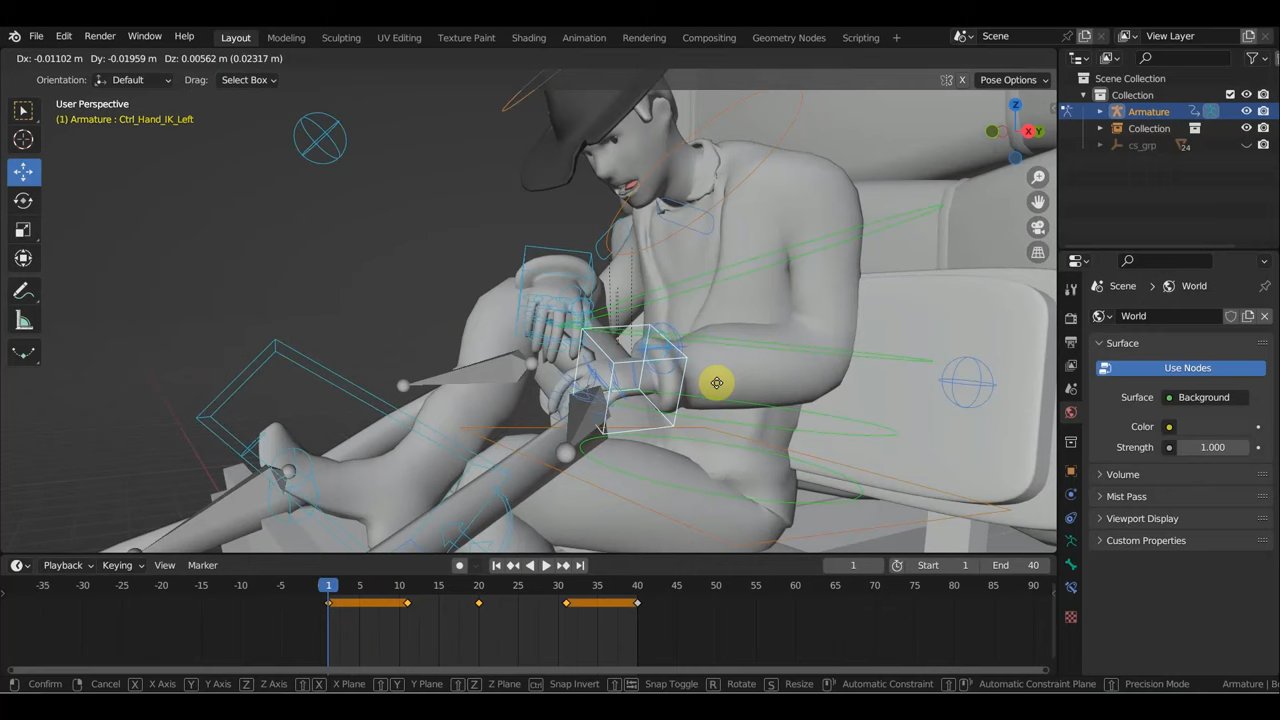 File Edit Render Window Help Layout Modeling Sculpting UV Editing Texture Paint Shading Animation Rendering Compositing Geometry Nodes Scripting + Scene View Layer
Dx: -0.01102 m Dy: -0.01959 m Dz: 0.00562 m (0.02317 m)
Orientation: Default Drag: Select Box X Pose Options
Scene Collection
Collection
Armature
Collection
cs_grp 24
User Perspective
(1) Armature : Ctrl_Hand_IK_Left
Z
X Y
Scene > World
World
Surface
Use Nodes
Surface Background
Color
Strength 1.000
Volume
Mist Pass
Viewport Display
Custom Properties
Playback Keying View Marker 1 Start 1 End 40
-35 -30 -25 -20 -15 -10 -5 1 5 10 15 20 25 30 35 40 45 50 55 60 65 70 75 80 85 90
Confirm Cancel X X Axis Y Y Axis Z Z Axis X X Plane Y Y Plane Z Z Plane Ctrl Snap Invert Snap Toggle R Rotate S Resize Automatic Constraint Automatic Constraint Plane Precision Mode Armature | B